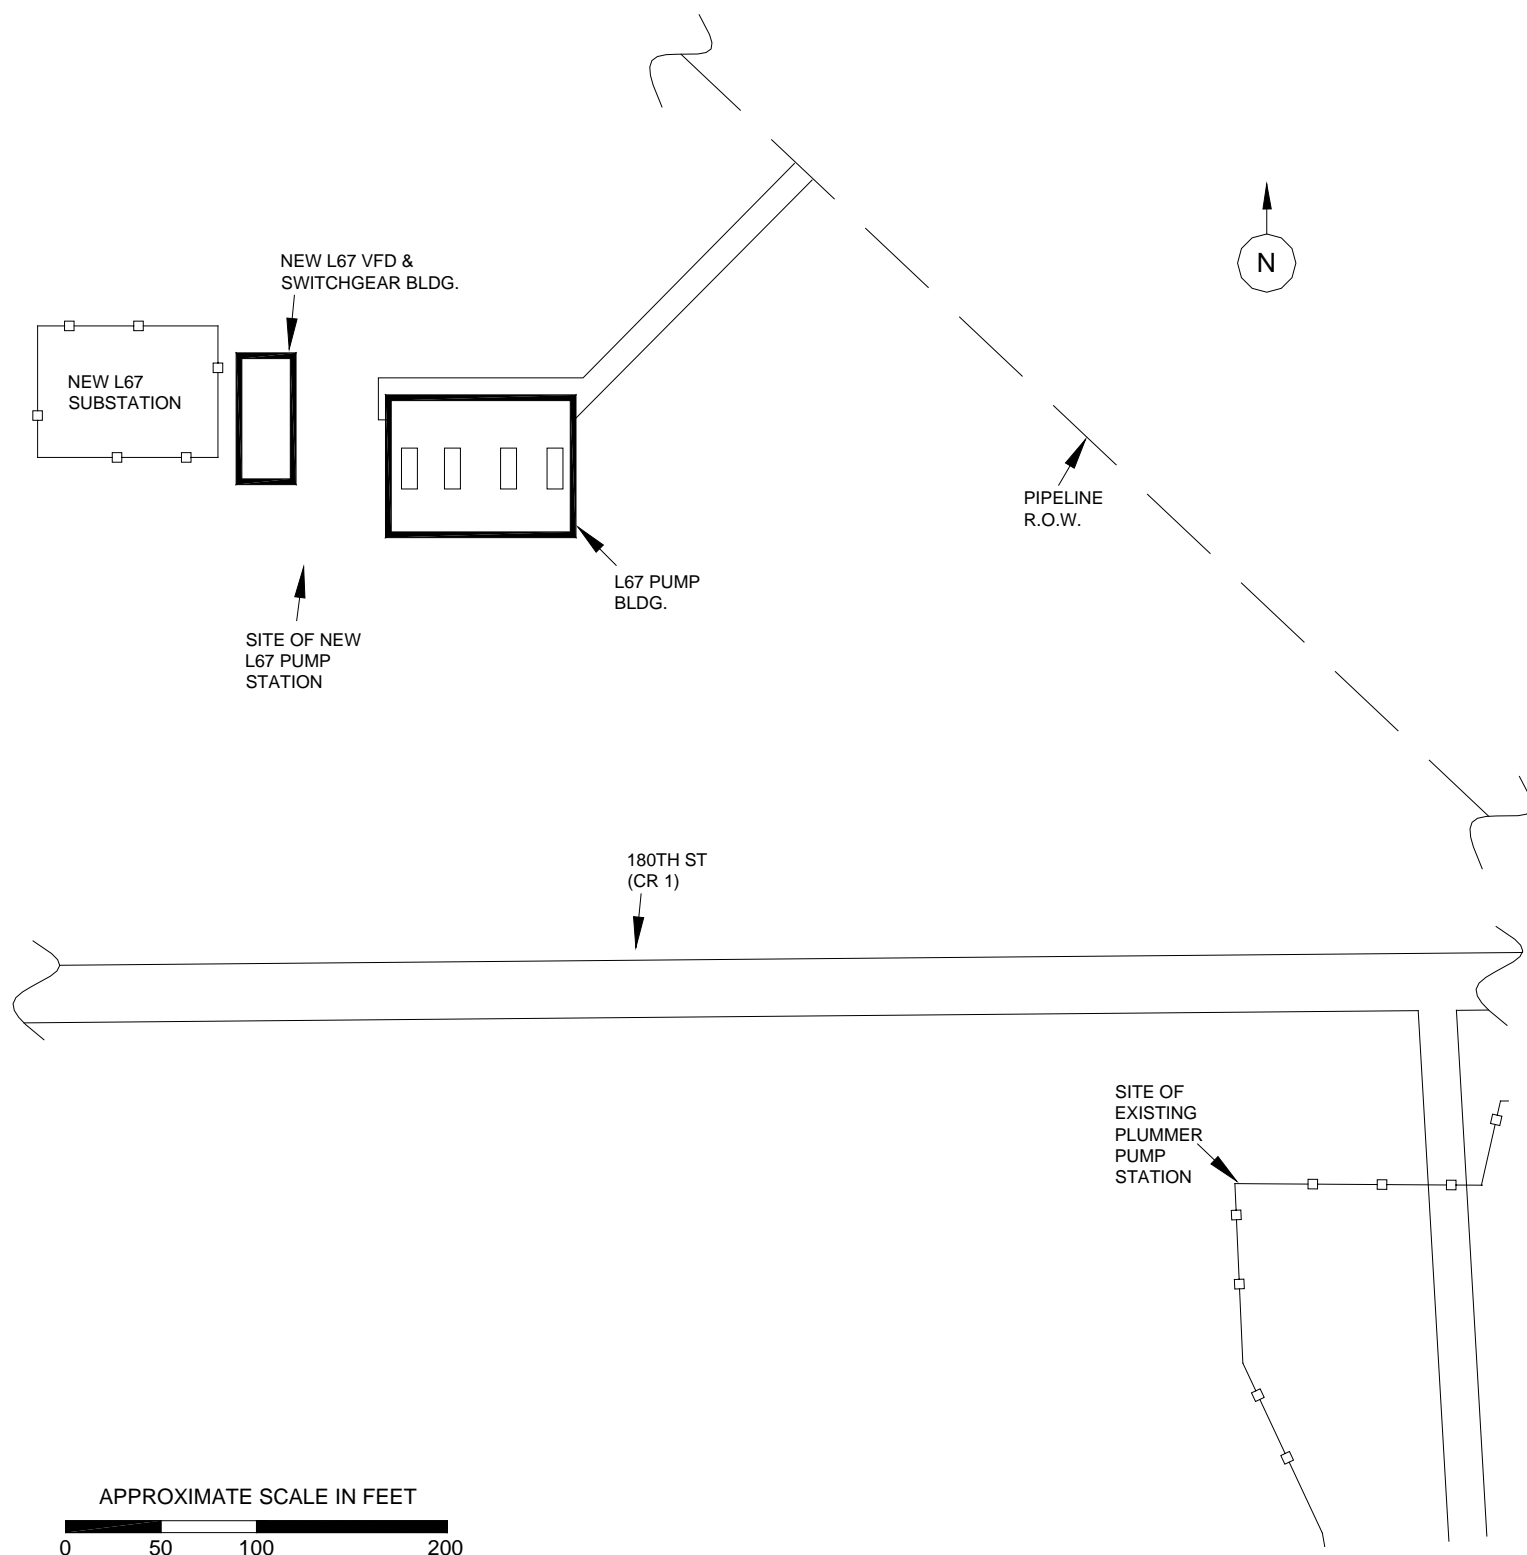 N
NEW L67 VFD &
SWITCHGEAR BLDG.
NEW L67
SUBSTATION
PIPELINE
R.O.W.
L67 PUMP
BLDG.
SITE OF NEW
L67 PUMP
STATION
180TH ST
(CR 1)
SITE OF
EXISTING
PLUMMER
PUMP
STATION
APPROXIMATE SCALE IN FEET
0 50 100 200